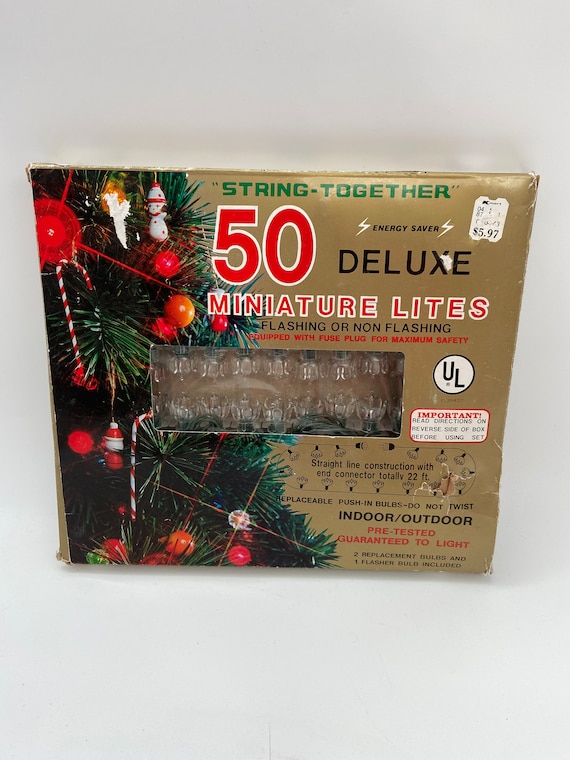 "STRING-TOGETHER"
50
ENERGY SAVER
$5.97
DELUXE
MINIATURE LITES
FLASHING OR NON FLASHING
EQUIPPED WITH FUSE PLUG FOR MAXIMUM SAFETY
UL
IMPORTANT!
READ DIRECTIONS ON
REVERSE SIDE OF BOX
BEFORE USING SET
Straight line construction with
end connector totally 22 ft.
REPLACEABLE PUSH-IN BULBS-DO NOT TWIST
INDOOR/OUTDOOR
PRE-TESTED
GUARANTEED TO LIGHT
2 REPLACEMENT BULBS AND
1 FLASHER BULB INCLUDED